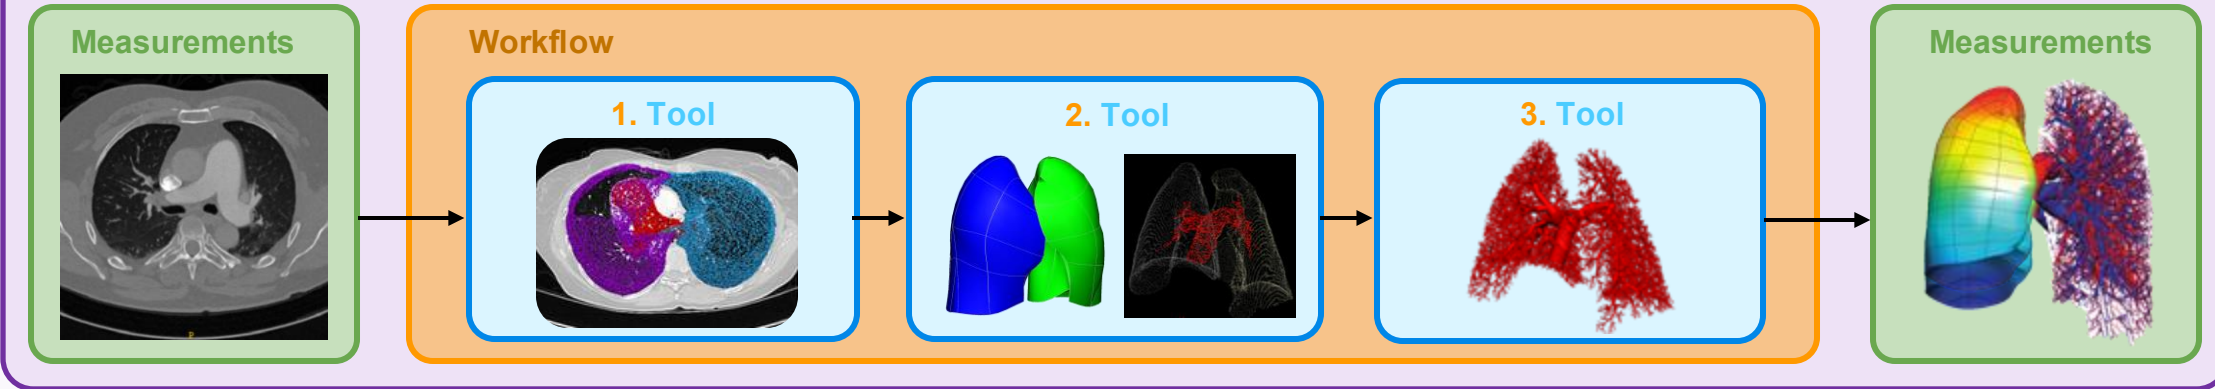 Measurements
Workflow
1. Tool
2. Tool
3. Tool
Measurements